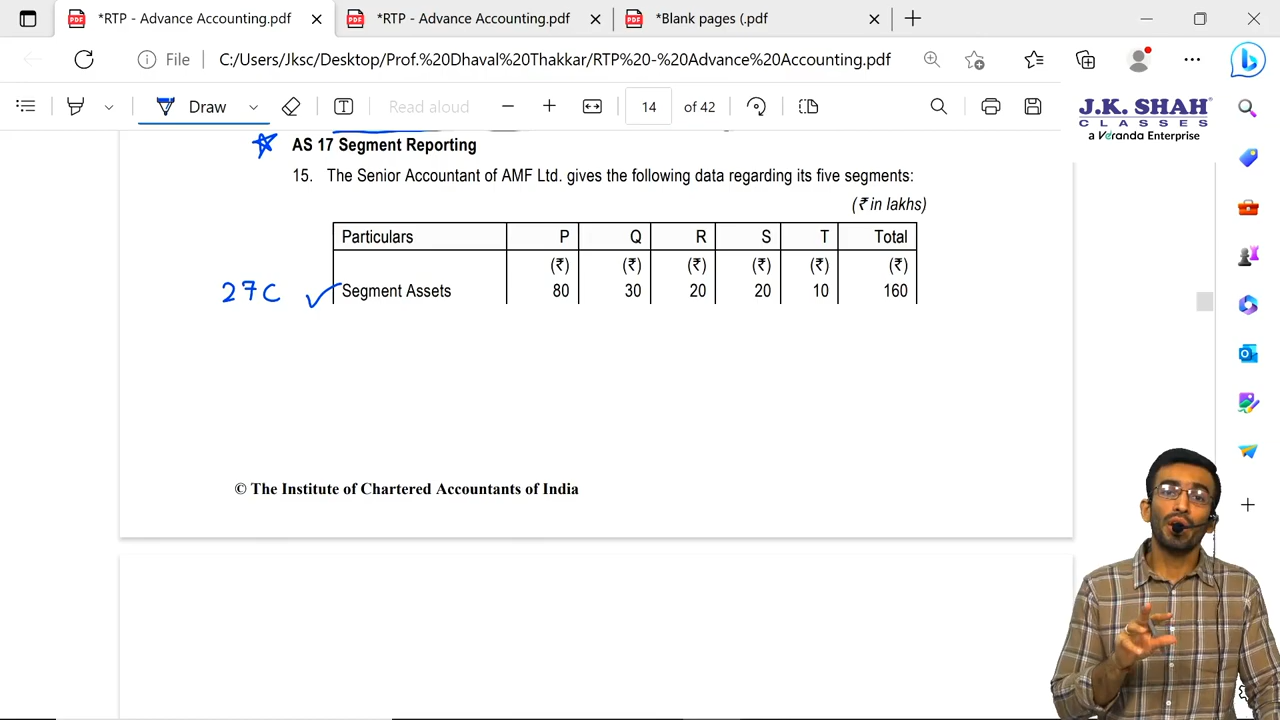 *RTP - Advance Accounting.pdf
*RTP - Advance Accounting.pdf
*Blank pages (.pdf
File C:/Users/Jksc/Desktop/Prof.%20Dhaval%20Thakkar/RTP%20-%20Advance%20Accounting.pdf
Draw Read aloud 14 of 42
J.K. SHAH®
CLASSES
a Veranda Enterprise
AS 17 Segment Reporting
15. The Senior Accountant of AMF Ltd. gives the following data regarding its five segments:
(₹ in lakhs)
Particulars P Q R S T Total
(₹) (₹) (₹) (₹) (₹) (₹)
27C Segment Assets 80 30 20 20 10 160
© The Institute of Chartered Accountants of India